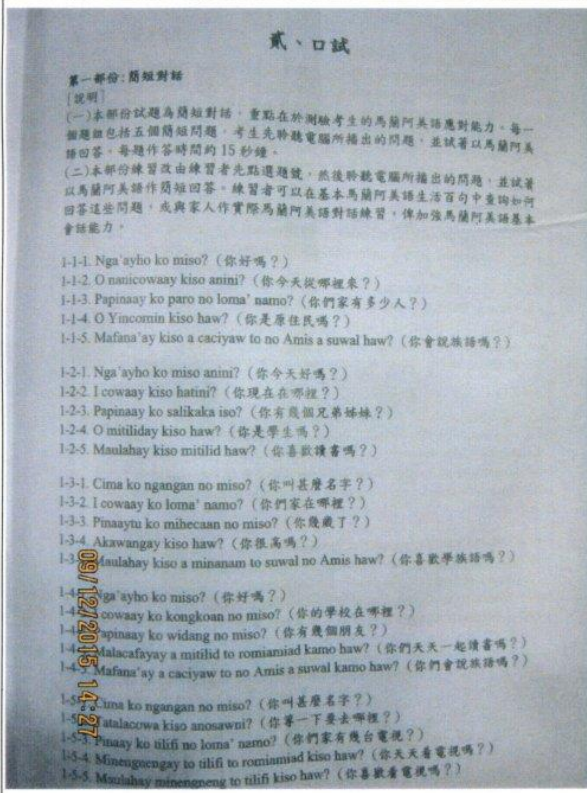 貳、口試
第一部份:簡短對話
[說明]
(一)本部份試題為簡短對話,重點在於測驗考生的馬蘭阿美語應對能力。每一
個題組包括五個簡短問題,考生先聆聽電腦所播出的問題,並試著以馬蘭阿美
語回答。每題作答時間約 15 秒鐘。
(二)本部份練習改由練習者先點選題號,然後聆聽電腦所播出的問題,並試著
以馬蘭阿美語作簡短回答。練習者可以在基本馬蘭阿美語生活百句中查詢如何
回答這些問題,或與家人作實際馬蘭阿美語對話練習,俾加強馬蘭阿美語基本
會話能力。
1-1-1. Nga'ayho ko miso?(你好嗎?)
1-1-2. O nanicowaay kiso anini?(你今天從哪裡來?)
1-1-3. Papinaay ko paro no loma' namo?(你們家有多少人?)
1-1-4. O Yincomin kiso haw?(你是原住民嗎?)
1-1-5. Mafana'ay kiso a caciyaw to no Amis a suwal haw?(你會說族語嗎?)
1-2-1. Nga'ayho ko miso anini?(你今天好嗎?)
1-2-2. I cowaay kiso hatini?(你現在在哪裡?)
1-2-3. Papinaay ko salikaka iso?(你有幾個兄弟姊妹?)
1-2-4. O mitiliday kiso haw?(你是學生嗎?)
1-2-5. Maulahay kiso mitilid haw?(你喜歡讀書嗎?)
1-3-1. Cima ko ngangan no miso?(你叫甚麼名字?)
1-3-2. I cowaay ko loma' namo?(你們家在哪裡?)
1-3-3. Pinaaytu ko mihecaan no miso?(你幾歲了?)
1-3-4. Akawangay kiso haw?(你很高嗎?)
1-3- Maulahay kiso a minanam to suwal no Amis haw?(你喜歡學族語嗎?)
1-4- Nga'ayho ko miso?(你好嗎?)
1-4- cowaay ko kongkoan no miso?(你的學校在哪裡?)
1-4- apinaay ko widang no miso?(你有幾個朋友?)
1-4- Malacafayay a mitilid to romiamiad kamo haw?(你們天天一起讀書嗎?)
1-4-5. Mafana'ay a caciyaw to no Amis a suwal kamo haw?(你們會說族語嗎?)
1-5- Cima ko ngangan no miso?(你叫甚麼名字?)
1-5- atalacowa kiso anosawni?(你等一下要去哪裡?)
1-5-3. Pinaay ko tilifi no loma' namo?(你們家有幾台電視?)
1-5-4. Minengnengay to tilifi to romiamiad kiso haw?(你天天看電視嗎?)
1-5-5. Maulahay minengneng to tilifi kiso haw?(你喜歡看電視嗎?)
09/12/2015 14:27